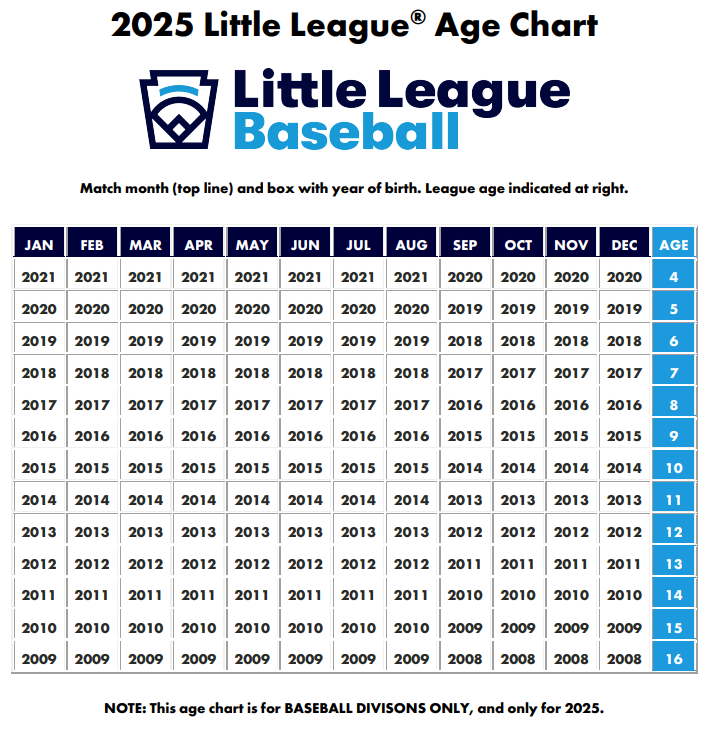 2025 Little League® Age Chart
Little League
Baseball
Match month (top line) and box with year of birth. League age indicated at right.
JAN FEB MAR APR MAY JUN JUL AUG SEP OCT NOV DEC AGE
2021 2021 2021 2021 2021 2021 2021 2021 2020 2020 2020 2020 4
2020 2020 2020 2020 2020 2020 2020 2020 2019 2019 2019 2019 5
2019 2019 2019 2019 2019 2019 2019 2019 2018 2018 2018 2018 6
2018 2018 2018 2018 2018 2018 2018 2018 2017 2017 2017 2017 7
2017 2017 2017 2017 2017 2017 2017 2017 2016 2016 2016 2016 8
2016 2016 2016 2016 2016 2016 2016 2016 2015 2015 2015 2015 9
2015 2015 2015 2015 2015 2015 2015 2015 2014 2014 2014 2014 10
2014 2014 2014 2014 2014 2014 2014 2014 2013 2013 2013 2013 11
2013 2013 2013 2013 2013 2013 2013 2013 2012 2012 2012 2012 12
2012 2012 2012 2012 2012 2012 2012 2012 2011 2011 2011 2011 13
2011 2011 2011 2011 2011 2011 2011 2011 2010 2010 2010 2010 14
2010 2010 2010 2010 2010 2010 2010 2010 2009 2009 2009 2009 15
2009 2009 2009 2009 2009 2009 2009 2009 2008 2008 2008 2008 16
NOTE: This age chart is for BASEBALL DIVISONS ONLY, and only for 2025.